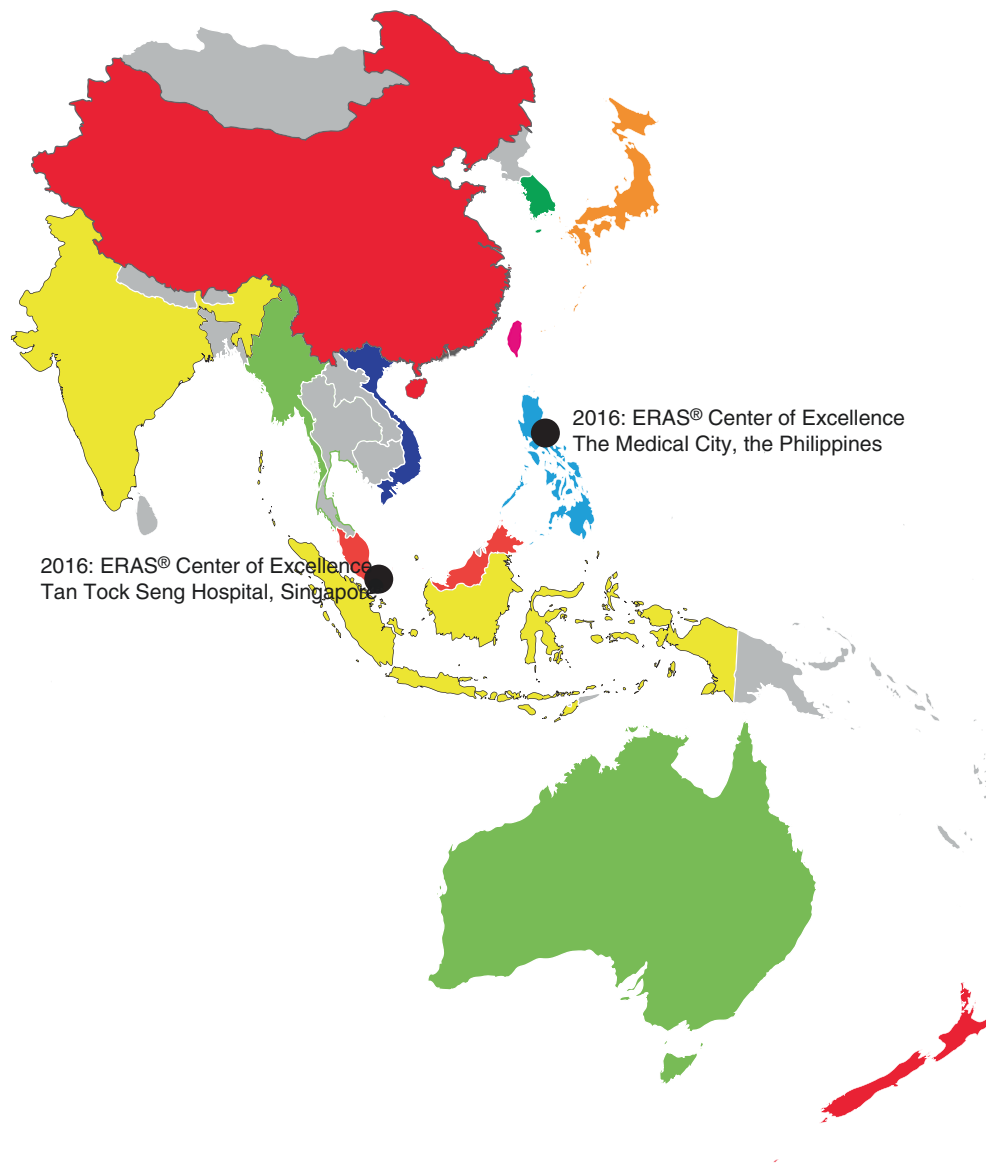 2016: ERAS® Center of Excellence
The Medical City, the Philippines
2016: ERAS® Center of Excellence
Tan Tock Seng Hospital, Singapore